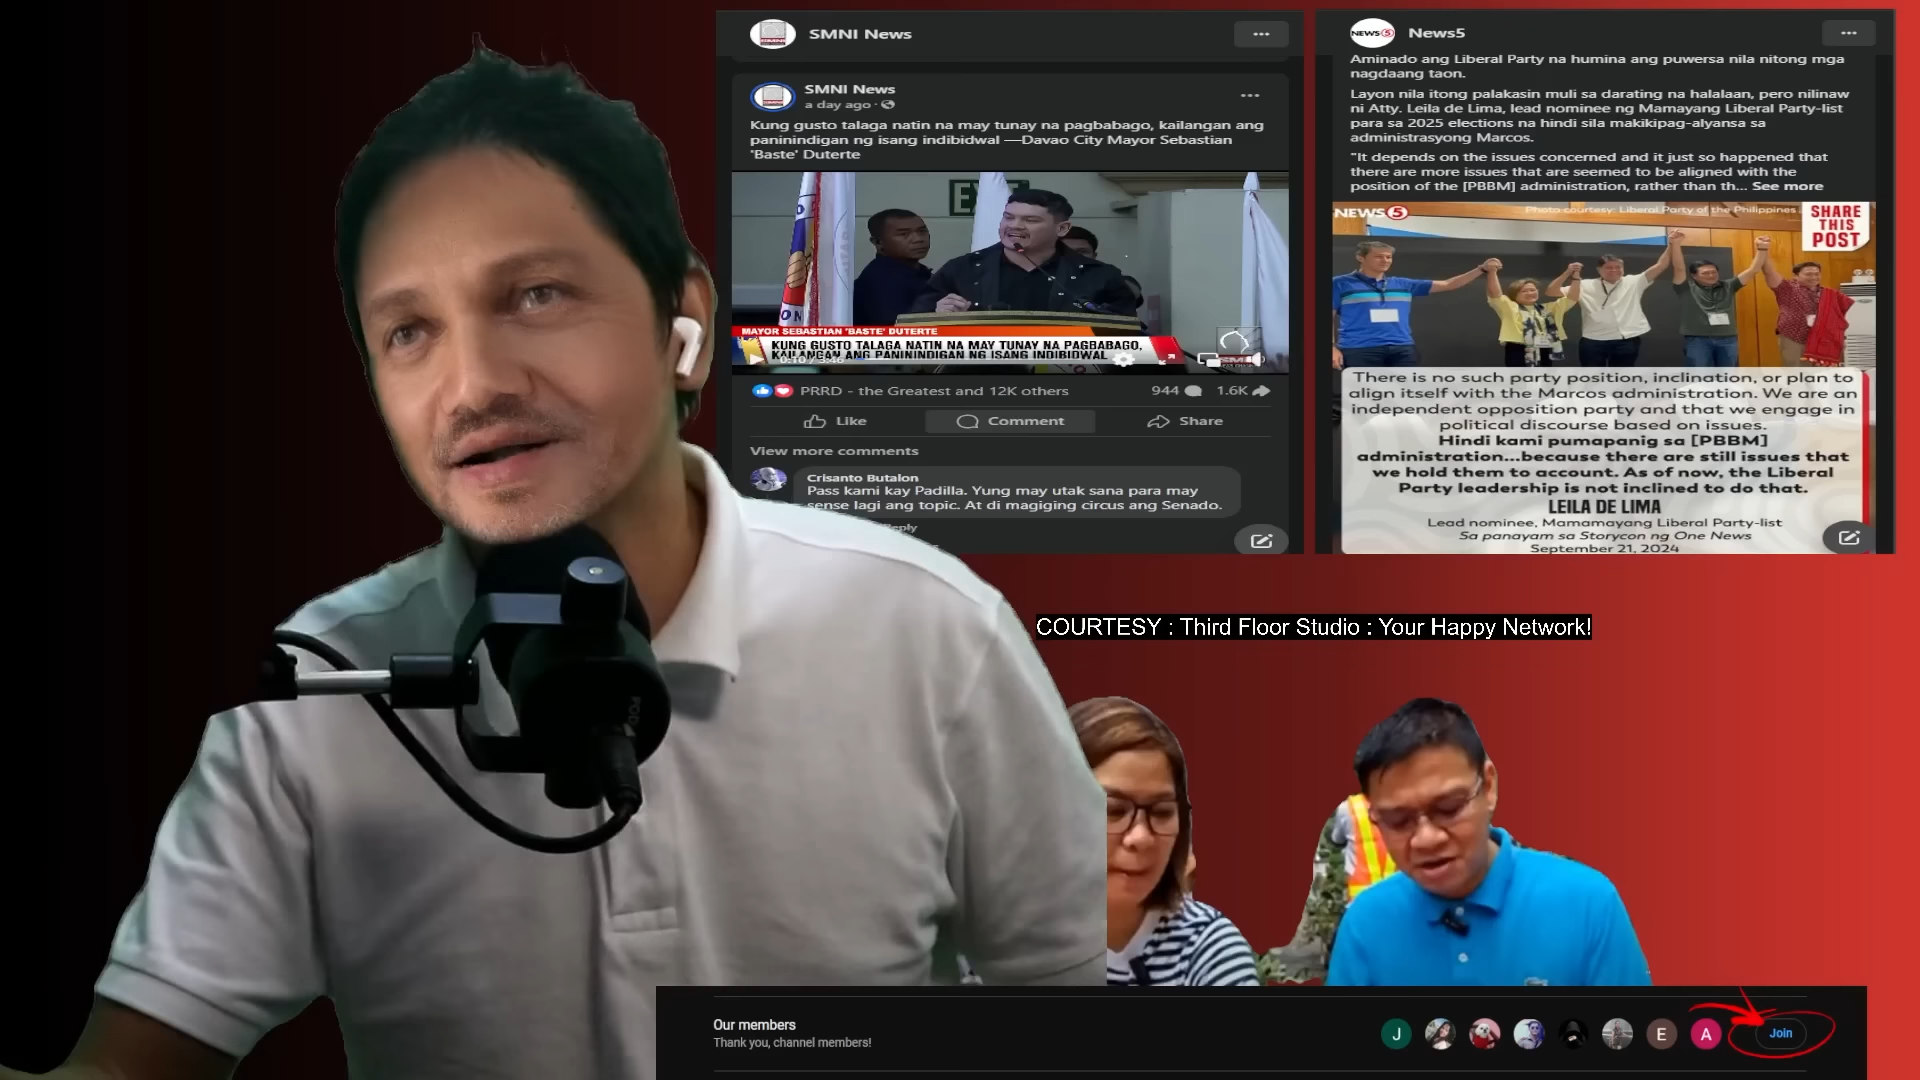 SMNI News
SMNI News
a day ago
Kung gusto talaga natin na may tunay na pagbabago, kailangan ang
paninindigan ng isang indibidwal —Davao City Mayor Sebastian
'Baste' Duterte
EXIT
MAYOR SEBASTIAN 'BASTE' DUTERTE
KUNG GUSTO TALAGA NATIN NA MAY TUNAY NA PAGBABAGO,
KAILANGAN ANG PANININDIGAN NG ISANG INDIBIDWAL
0:10 / 3:46
PRRD - the Greatest and 12K others
944
1.6K
Like
Comment
Share
View more comments
Crisanto Butalon
Pass kami kay Padilla. Yung may utak sana para may
sense lagi ang topic. At di magiging circus ang Senado.
NEWS5
News5
Aminado ang Liberal Party na humina ang puwersa nila nitong mga
nagdaang taon.
Layon nila itong palakasin muli sa darating na halalaan, pero nilinaw
ni Atty. Leila de Lima, lead nominee ng Mamayang Liberal Party-list
para sa 2025 elections na hindi sila makikipag-alyansa sa
administrasyong Marcos.
"It depends on the issues concerned and it just so happened that
there are more issues that are seemed to be aligned with the
position of the [PBBM] administration, rather than th... See more
NEWS5
Photo courtesy: Liberal Party of the Philippines
SHARE
THIS
POST
There is no such party position, inclination, or plan to
align itself with the Marcos administration. We are an
independent opposition party and that we engage in
political discourse based on issues.
Hindi kami pumapanig sa [PBBM]
administration...because there are still issues that
we hold them to account. As of now, the Liberal
Party leadership is not inclined to do that.
LEILA DE LIMA
Lead nominee, Mamamayang Liberal Party-list
Sa panayam sa Storycon ng One News
September 21, 2024
COURTESY : Third Floor Studio : Your Happy Network!
Our members
Thank you, channel members!
J
E
A
Join